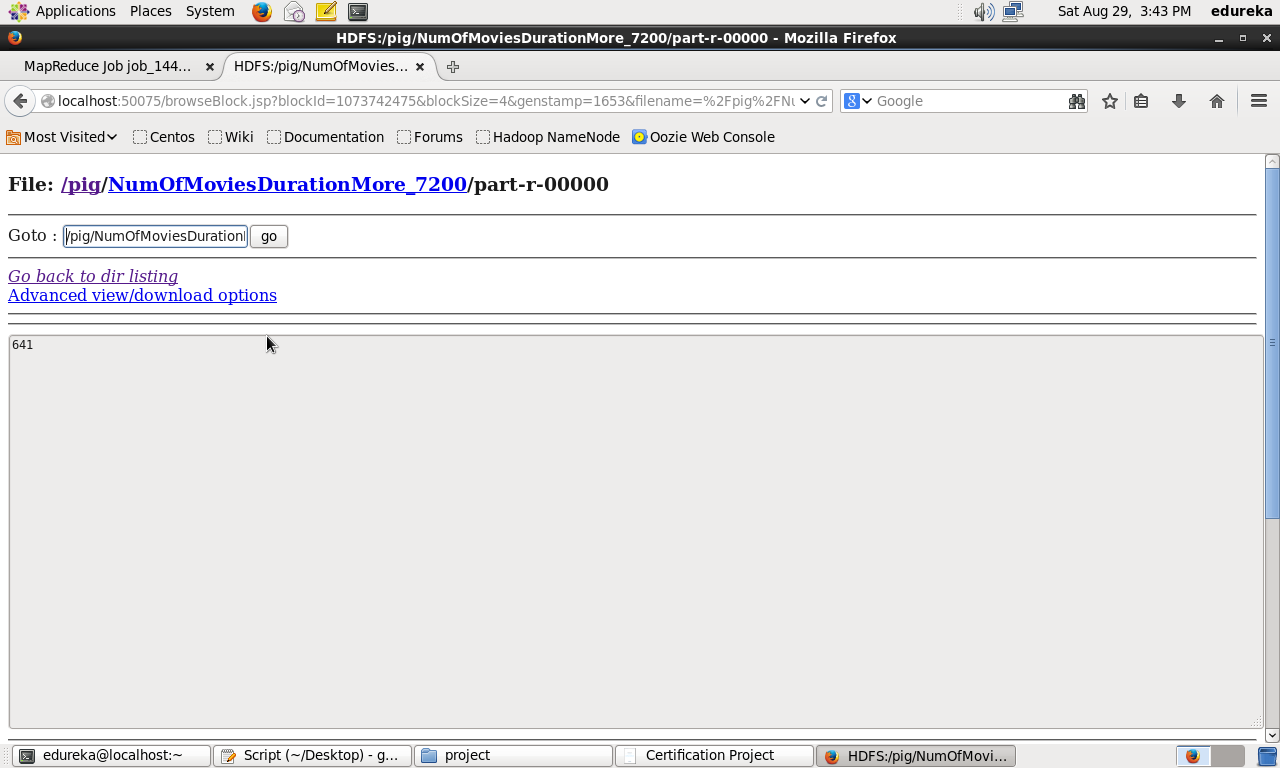 Applications Places System Sat Aug 29, 3:43 PM edureka
HDFS:/pig/NumOfMoviesDurationMore_7200/part-r-00000 - Mozilla Firefox
MapReduce Job job_144... HDFS:/pig/NumOfMovies...
localhost:50075/browseBlock.jsp?blockId=1073742475&blockSize=4&genstamp=1653&filename=%2Fpig%2FNu Google
Most Visited Centos Wiki Documentation Forums Hadoop NameNode Oozie Web Console
File: /pig/NumOfMoviesDurationMore_7200/part-r-00000
Goto : /pig/NumOfMoviesDuration go
Go back to dir listing
Advanced view/download options
641
edureka@localhost:~ Script (~/Desktop) - g... project Certification Project HDFS:/pig/NumOfMovi...